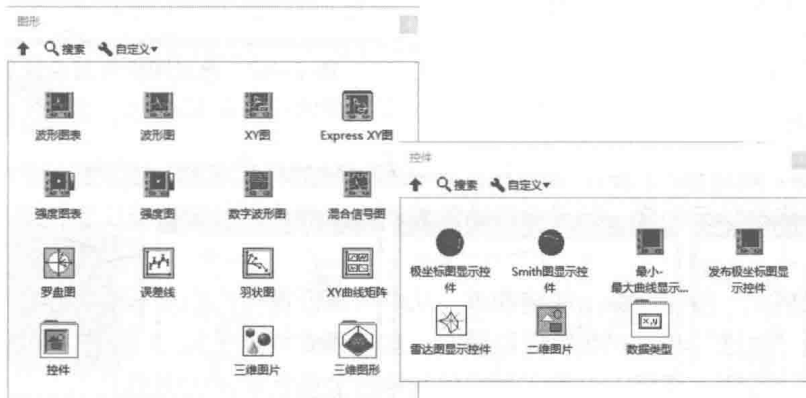 图形
搜索 自定义▾
波形图表 波形图 XY图 Express XY图
强度图表 强度图 数字波形图 混合信号图
罗盘图 误差线 羽状图 XY曲线矩阵
控件 三维图片 三维图形
控件
搜索 自定义▾
极坐标图显示控件 Smith图显示控件 最小-最大曲线显示... 发布极坐标图显示控件
雷达图显示控件 二维图片 数据类型